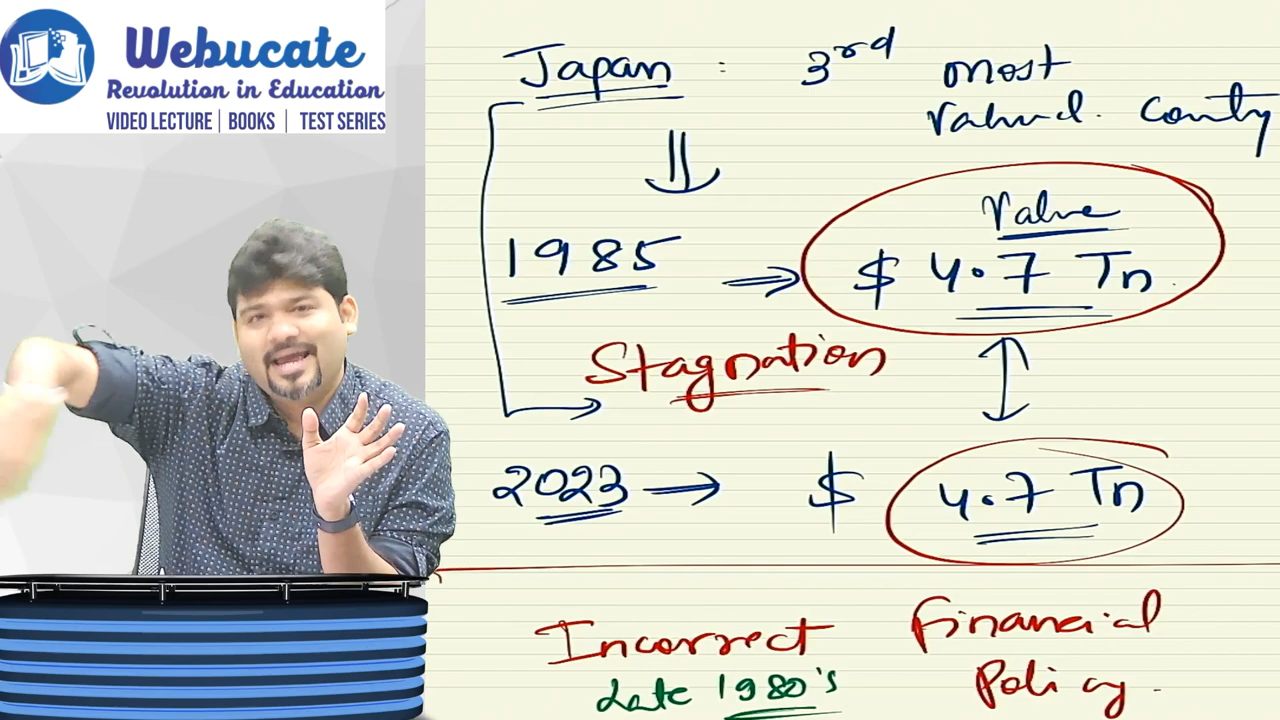 Webucate
Revolution in Education
VIDEO LECTURE | BOOKS | TEST SERIES
Japan : 3rd most
Valued. County
Value
1985 ⇒ $ 4.7 Tn
Stagnation
2023 → $ 4.7 Tn
Incorrect Financial
Late 1980's Policy.